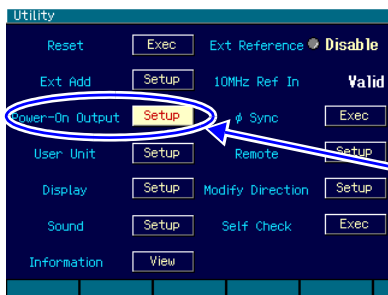 Utility
Reset Exec Ext Reference Disable
Ext Add Setup 10MHz Ref In Valid
Power-On Output Setup ϕ Sync Exec
User Unit Setup Remote Setup
Display Setup Modify Direction Setup
Sound Setup Self Check Exec
Information View